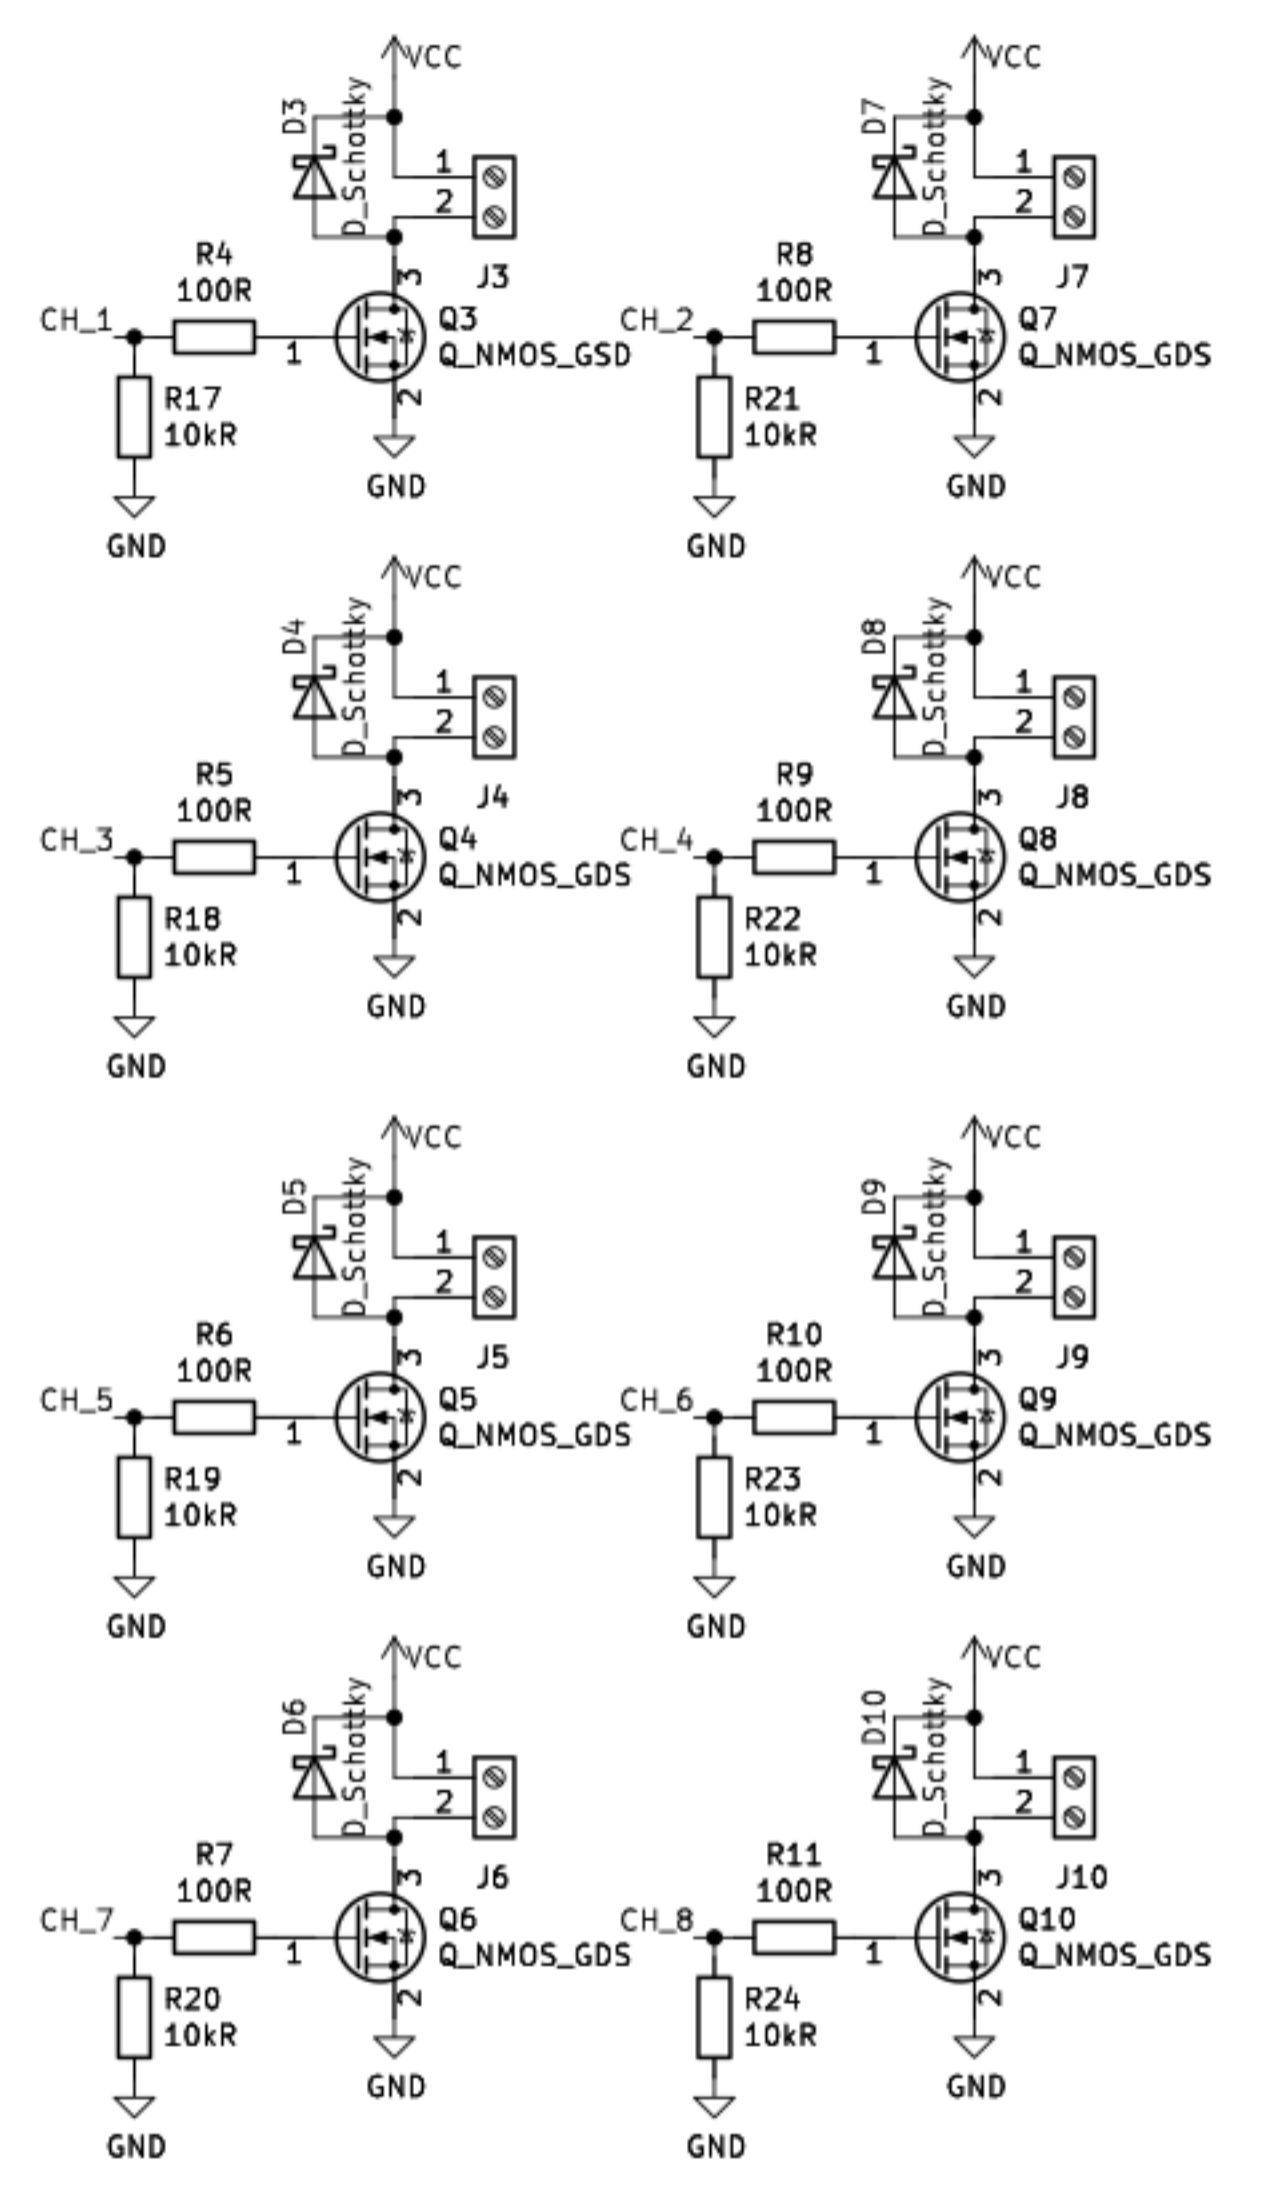 VCC
D3
D_Schottky
1
2
J3
R4
100R
3
CH_1
1
Q3
Q_NMOS_GSD
2
R17
10kR
GND
GND
VCC
D7
D_Schottky
1
2
J7
R8
100R
3
CH_2
1
Q7
Q_NMOS_GDS
2
R21
10kR
GND
GND
VCC
D4
D_Schottky
1
2
J4
R5
100R
3
CH_3
1
Q4
Q_NMOS_GDS
2
R18
10kR
GND
GND
VCC
D8
D_Schottky
1
2
J8
R9
100R
3
CH_4
1
Q8
Q_NMOS_GDS
2
R22
10kR
GND
GND
VCC
D5
D_Schottky
1
2
J5
R6
100R
3
CH_5
1
Q5
Q_NMOS_GDS
2
R19
10kR
GND
GND
VCC
D9
D_Schottky
1
2
J9
R10
100R
3
CH_6
1
Q9
Q_NMOS_GDS
2
R23
10kR
GND
GND
VCC
D6
D_Schottky
1
2
J6
R7
100R
3
CH_7
1
Q6
Q_NMOS_GDS
2
R20
10kR
GND
GND
VCC
D10
D_Schottky
1
2
J10
R11
100R
3
CH_8
1
Q10
Q_NMOS_GDS
2
R24
10kR
GND
GND